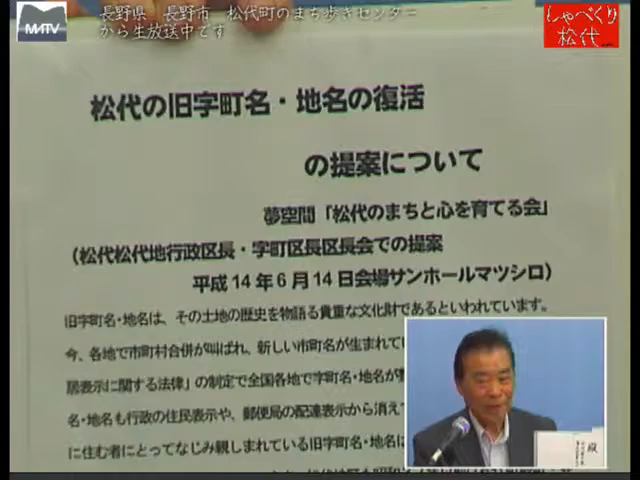 MATV
長野県 長野市 松代町のまち歩きセンター
から生放送中です
しゃべくり
松代
松代の旧字町名・地名の復活
の提案について
夢空間「松代のまちと心を育てる会」
(松代松代地行政区長・字町区長区長会での提案
平成14年6月14日会場サンホールマツシロ)
旧字町名・地名は、その土地の歴史を物語る貴重な文化財であるといわれています。
今、各地で市町村合併が叫ばれ、新しい市町名が生まれてい
居表示に関する法律」の制定で全国各地で字町名・地名が
名・地名も行政の住民表示や、郵便局の配達表示から消え
に住む者にとってなじみ親しまれている旧字町名・地名に
殿